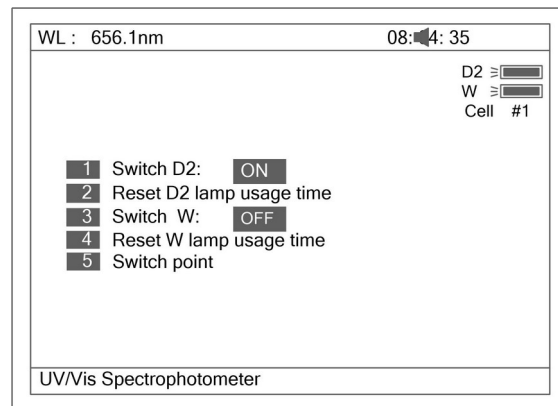 WL : 656.1nm 08: 4: 35
D2
W
Cell #1
1 Switch D2: ON
2 Reset D2 lamp usage time
3 Switch W: OFF
4 Reset W lamp usage time
5 Switch point
UV/Vis Spectrophotometer